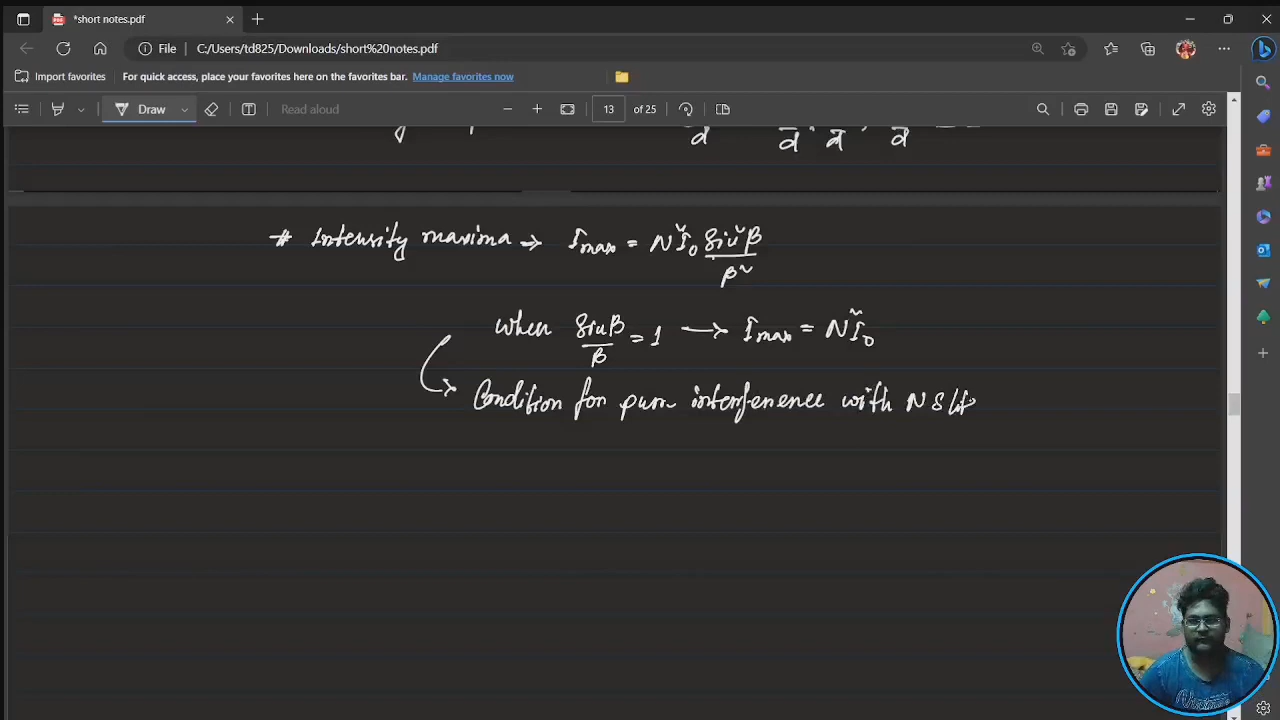 *short notes.pdf
File C:/Users/td825/Downloads/short%20notes.pdf
Import favorites For quick access, place your favorites here on the favorites bar. Manage favorites now
Draw Read aloud 13 of 25
d d d d
# Intensity maxima → Imax = N²I₀ sin²β/β²
when sinβ/β = 1 → Imax = N²I₀
Condition for pure interference with N slit